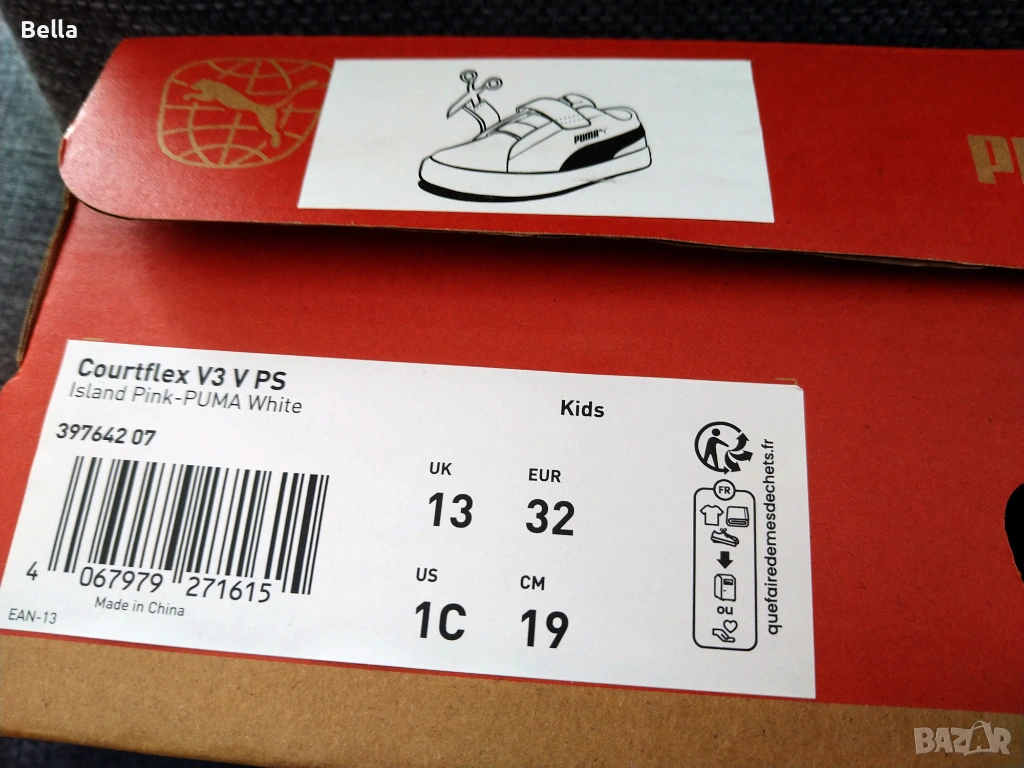 Bella
PUMA
Courtflex V3 V PS
Island Pink-PUMA White
Kids
397642 07
UK
13
EUR
32
US
1C
CM
19
4 067979 271615
Made in China
EAN-13
FR
ou
quefairedemesdechets.fr
BAZAR